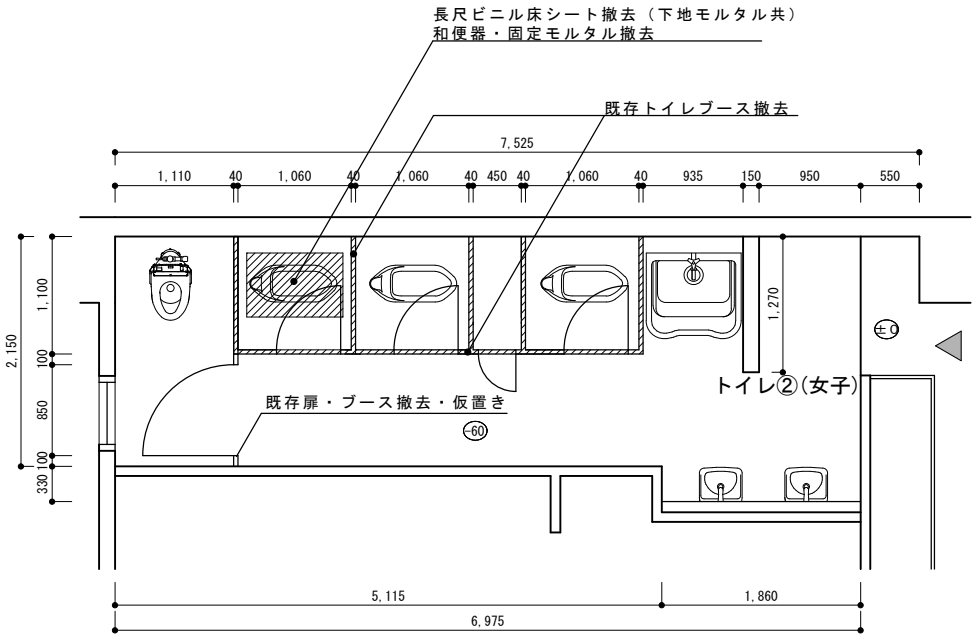 長尺ビニル床シート撤去（下地モルタル共）
和便器・固定モルタル撤去
既存トイレブース撤去
7,525
1,110 40 1,060 40 1,060 40 450 40 1,060 40 935 150 950 550
2,150
1,100
100
850
100
330
1,270
±0
トイレ②(女子)
既存扉・ブース撤去・仮置き
-60
5,115 1,860
6,975